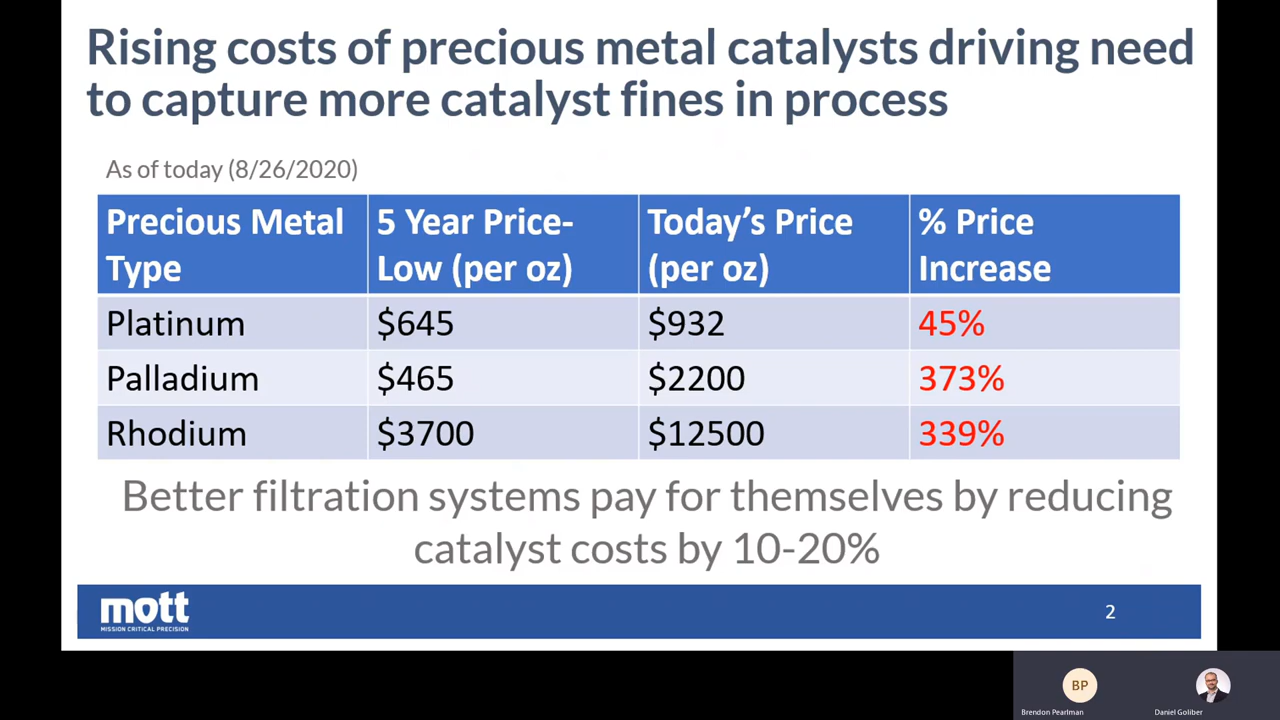 Rising costs of precious metal catalysts driving need
to capture more catalyst fines in process
As of today (8/26/2020)
Precious Metal Type
5 Year Price-Low (per oz)
Today’s Price (per oz)
% Price Increase
Platinum $645 $932 45%
Palladium $465 $2200 373%
Rhodium $3700 $12500 339%
Better filtration systems pay for themselves by reducing
catalyst costs by 10-20%
mott
MISSION CRITICAL PRECISION
2
BP
Brendon Pearlman
Daniel Goliber